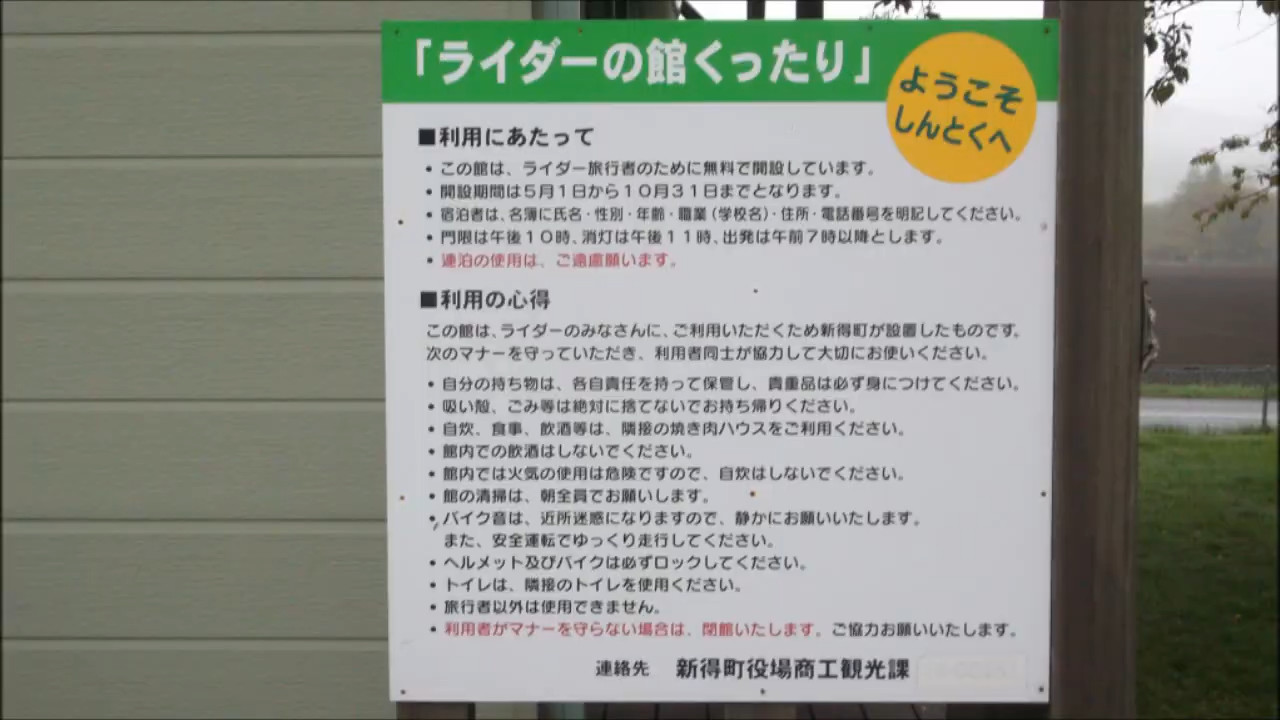 「ライダーの館くったり」
ようこそ
しんとくへ
■利用にあたって
・この館は、ライダー旅行者のために無料で開設しています。
・開設期間は5月1日から10月31日までとなります。
・宿泊者は、名簿に氏名・性別・年齢・職業(学校名)・住所・電話番号を明記してください。
・門限は午後10時、消灯は午後11時、出発は午前7時以降とします。
・連泊の使用は、ご遠慮願います。
■利用の心得
この館は、ライダーのみなさんに、ご利用いただくため新得町が設置したものです。
次のマナーを守っていただき、利用者同士が協力して大切にお使いください。
・自分の持ち物は、各自責任を持って保管し、貴重品は必ず身につけてください。
・吸い殻、ごみ等は絶対に捨てないでお持ち帰りください。
・自炊、食事、飲酒等は、隣接の焼き肉ハウスをご利用ください。
・館内での飲酒はしないでください。
・館内では火気の使用は危険ですので、自炊はしないでください。
・館の清掃は、朝全員でお願いします。
・バイク音は、近所迷惑になりますので、静かにお願いいたします。
また、安全運転でゆっくり走行してください。
・ヘルメット及びバイクは必ずロックしてください。
・トイレは、隣接のトイレを使用ください。
・旅行者以外は使用できません。
・利用者がマナーを守らない場合は、閉館いたします。ご協力お願いいたします。
連絡先 新得町役場商工観光課